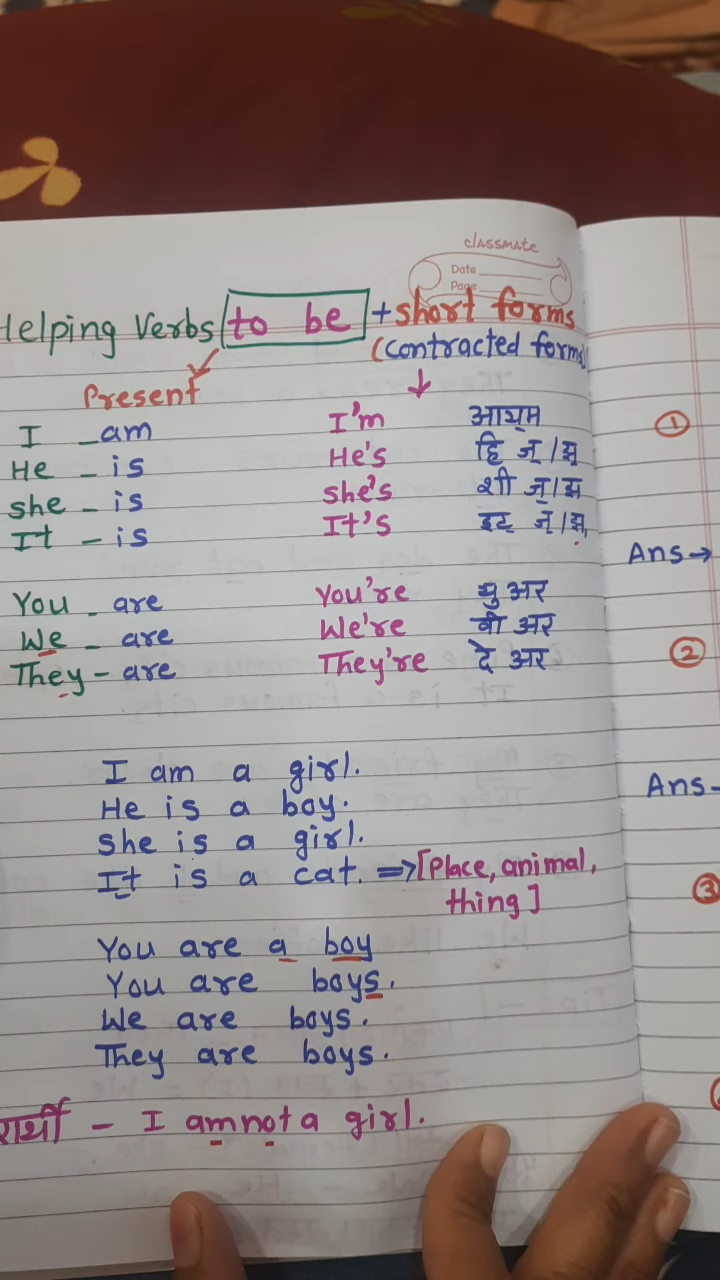 classmate
Date
Page
Helping Verbs to be + short forms
(contracted forms)
Present
I - am I'm आयम
He - is He's हि ज्/झ्
she - is she's शी ज्/झ
It - is It's इट् ज्/झ्
You - are You're यु अर
We - are We're वी अर
They - are They're दे अर
I am a girl.
He is a boy.
She is a girl.
It is a cat. ⇒ [Place, animal,
thing]
You are a boy
You are boys.
We are boys.
They are boys.
- I am not a girl.
①
Ans→
②
Ans-
③